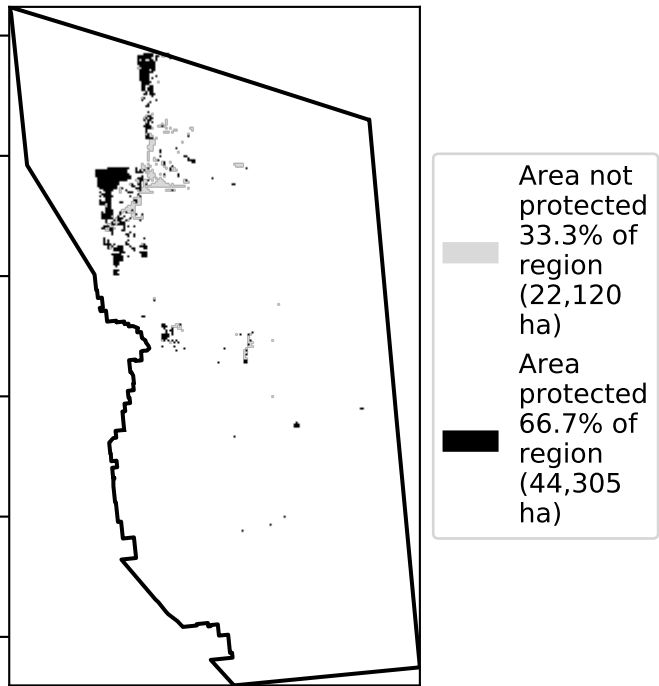 Area not
protected
33.3% of
region
(22,120
ha)
Area
protected
66.7% of
region
(44,305
ha)